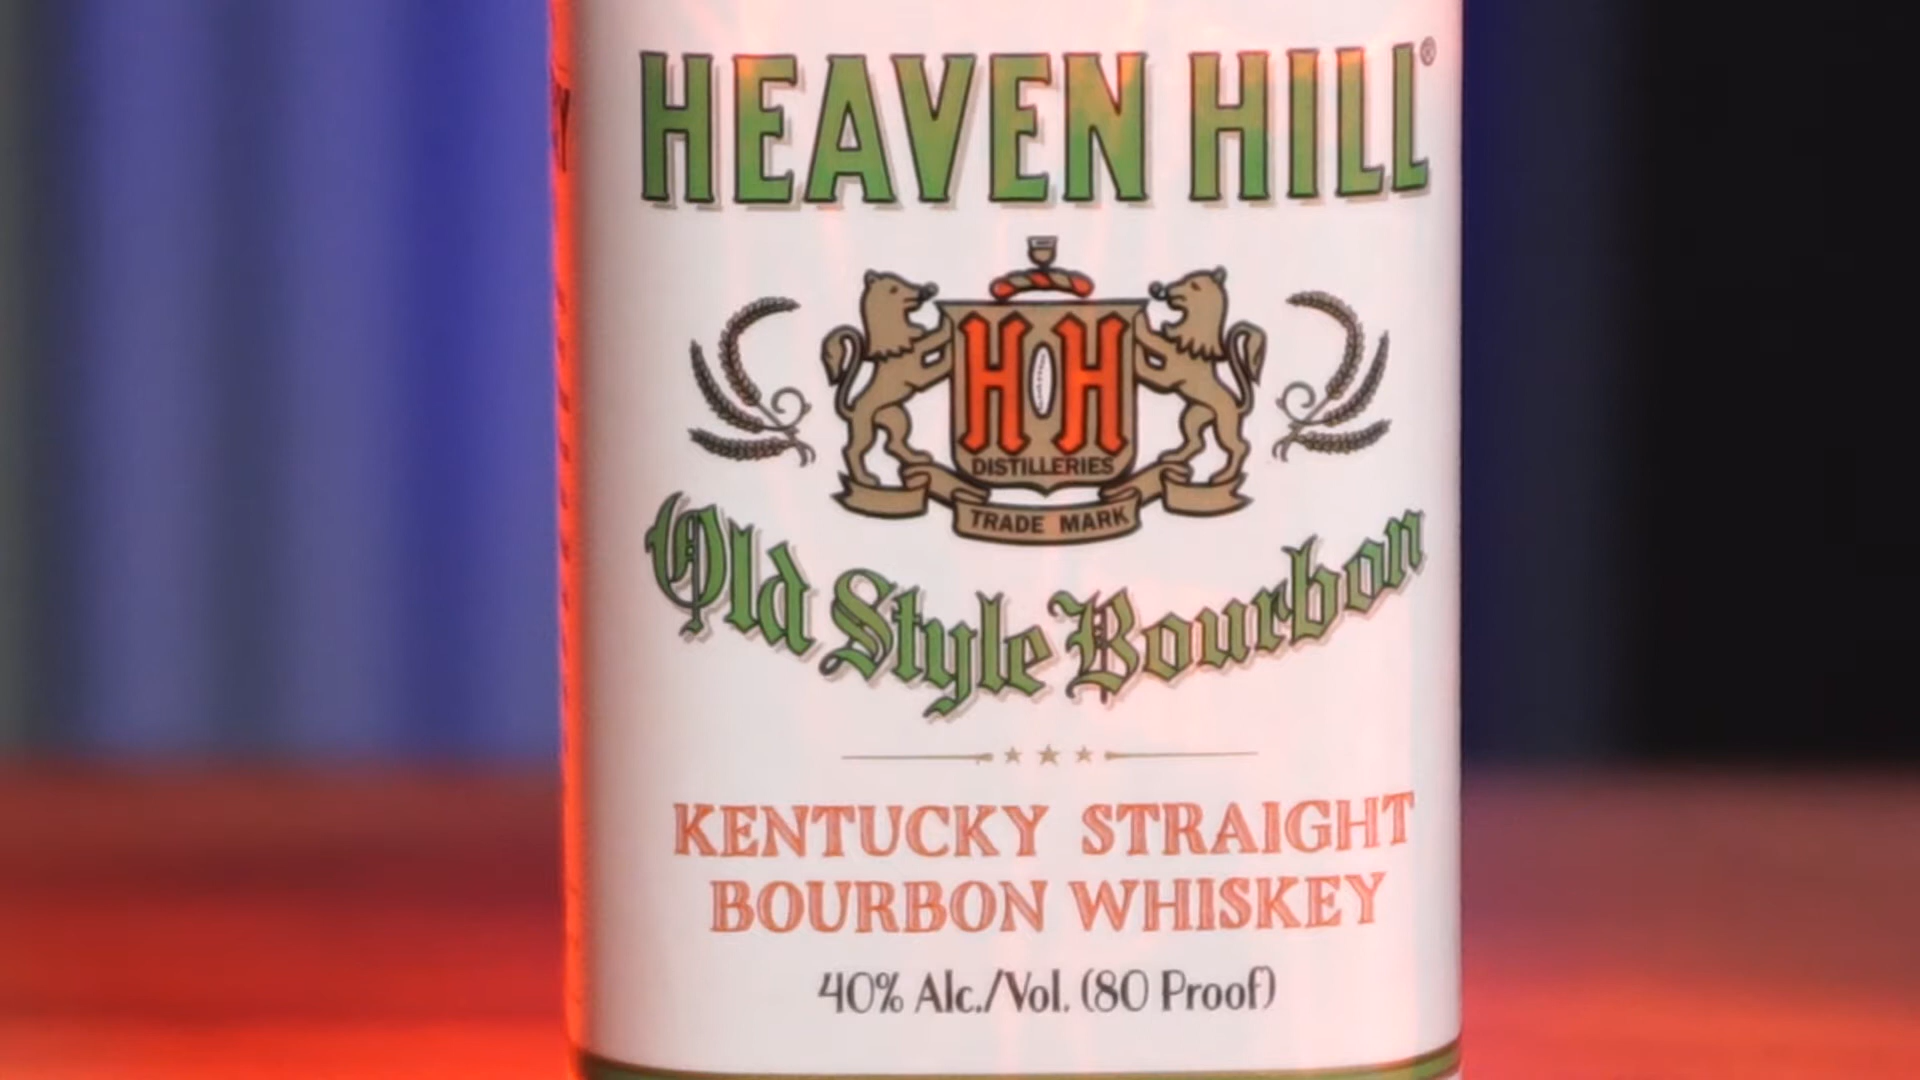 HEAVEN HILL®
H H
DISTILLERIES
TRADE MARK
Old Style Bourbon
KENTUCKY STRAIGHT
BOURBON WHISKEY
40% Alc./Vol. (80 Proof)